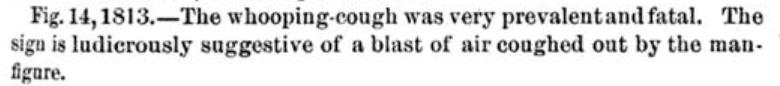 Fig. 14, 1813.—The whooping-cough was very prevalent and fatal. The
sign is ludicrously suggestive of a blast of air coughed out by the man-
figure.